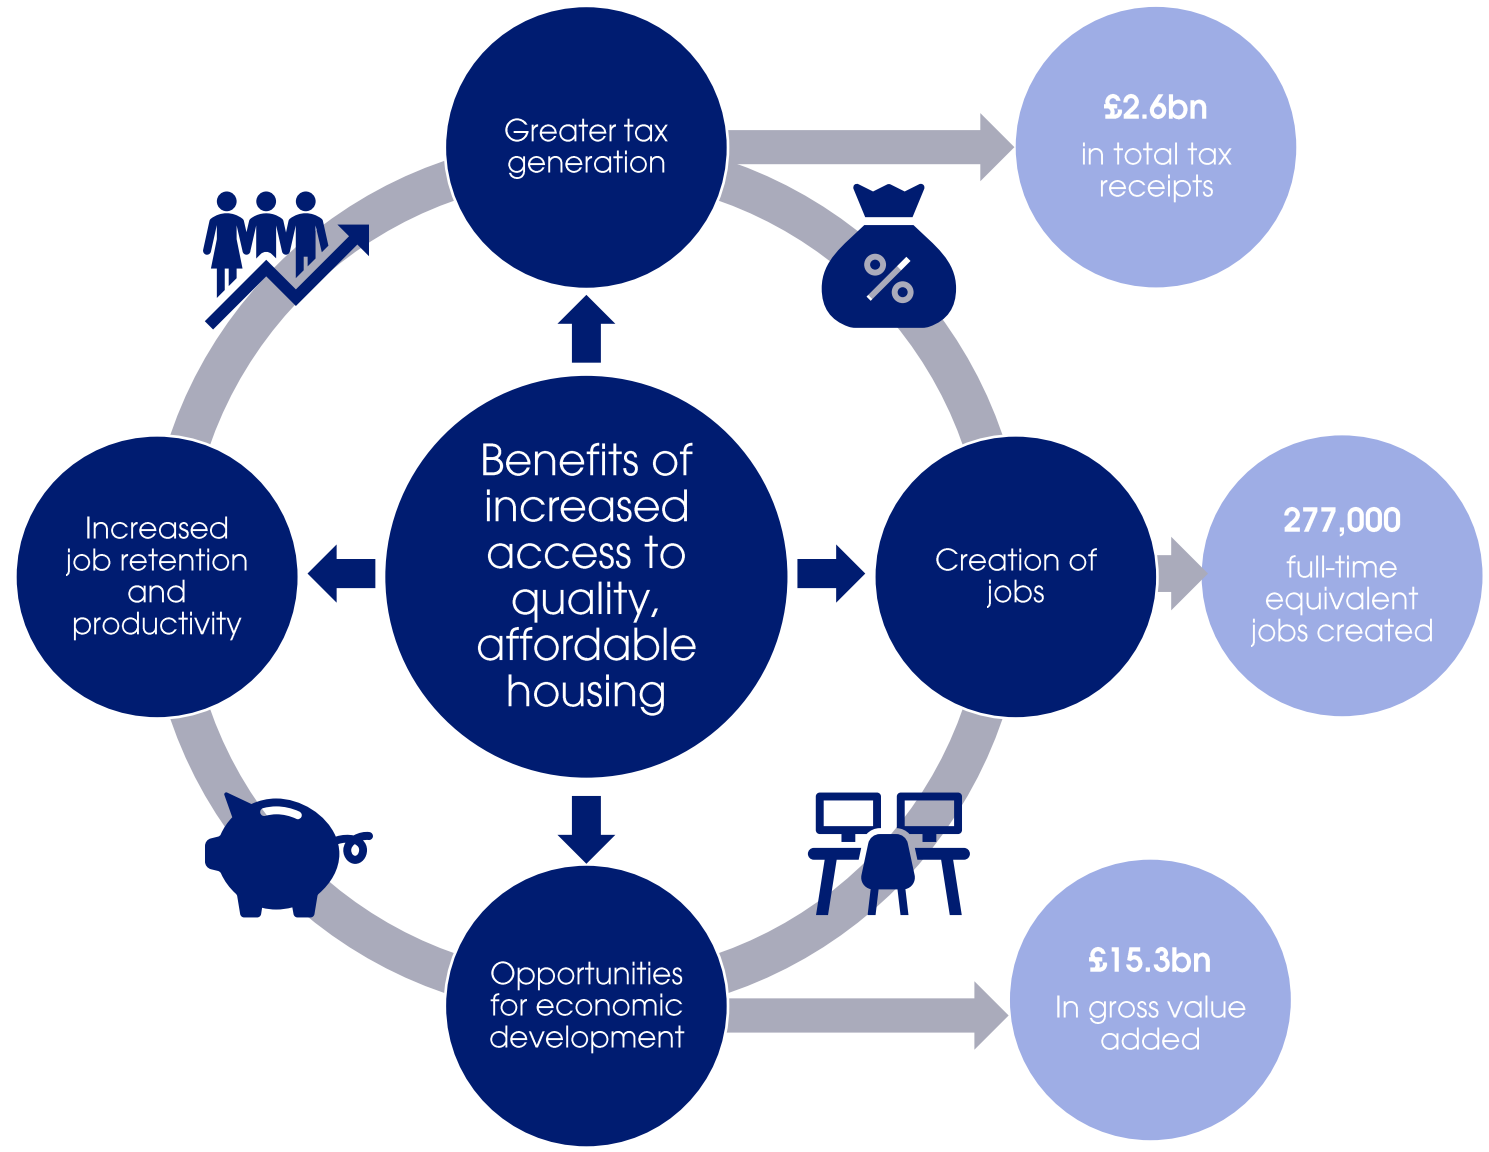 Greater tax
generation
£2.6bn
in total tax
receipts
%
Benefits of
increased
access to
quality,
affordable
housing
Increased
job retention
and
productivity
Creation of
jobs
277,000
full-time
equivalent
jobs created
Opportunities
for economic
development
£15.3bn
In gross value
added